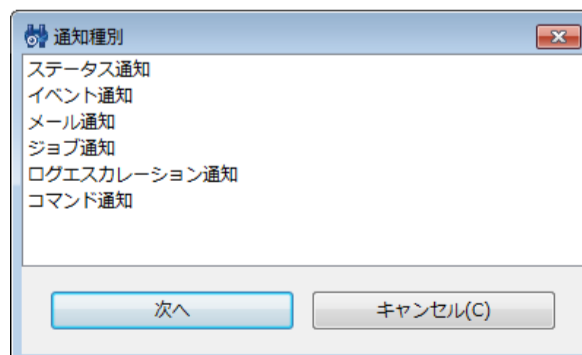 通知種別
ステータス通知
イベント通知
メール通知
ジョブ通知
ログエスカレーション通知
コマンド通知
次へ
キャンセル(C)